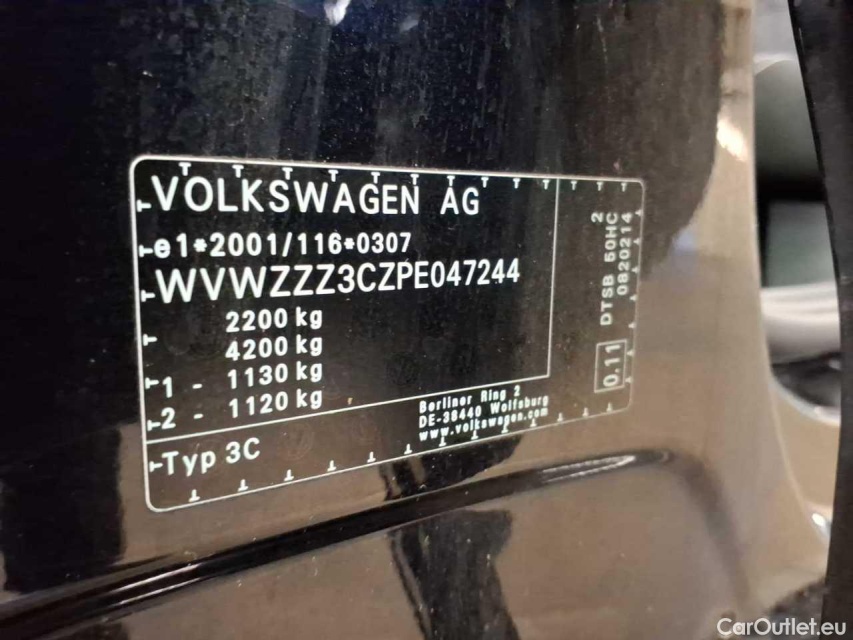 VOLKSWAGEN AG
e1*2001/116*0307
WVWZZZ3CZPE047244
2200 kg
4200 kg
1 - 1130 kg
2 - 1120 kg
Berliner Ring 2
DE-38440 Wolfsburg
www.volkswagen.com
Typ 3C
2
DTSB 50HC
0820214
0.11
CarOutlet.eu